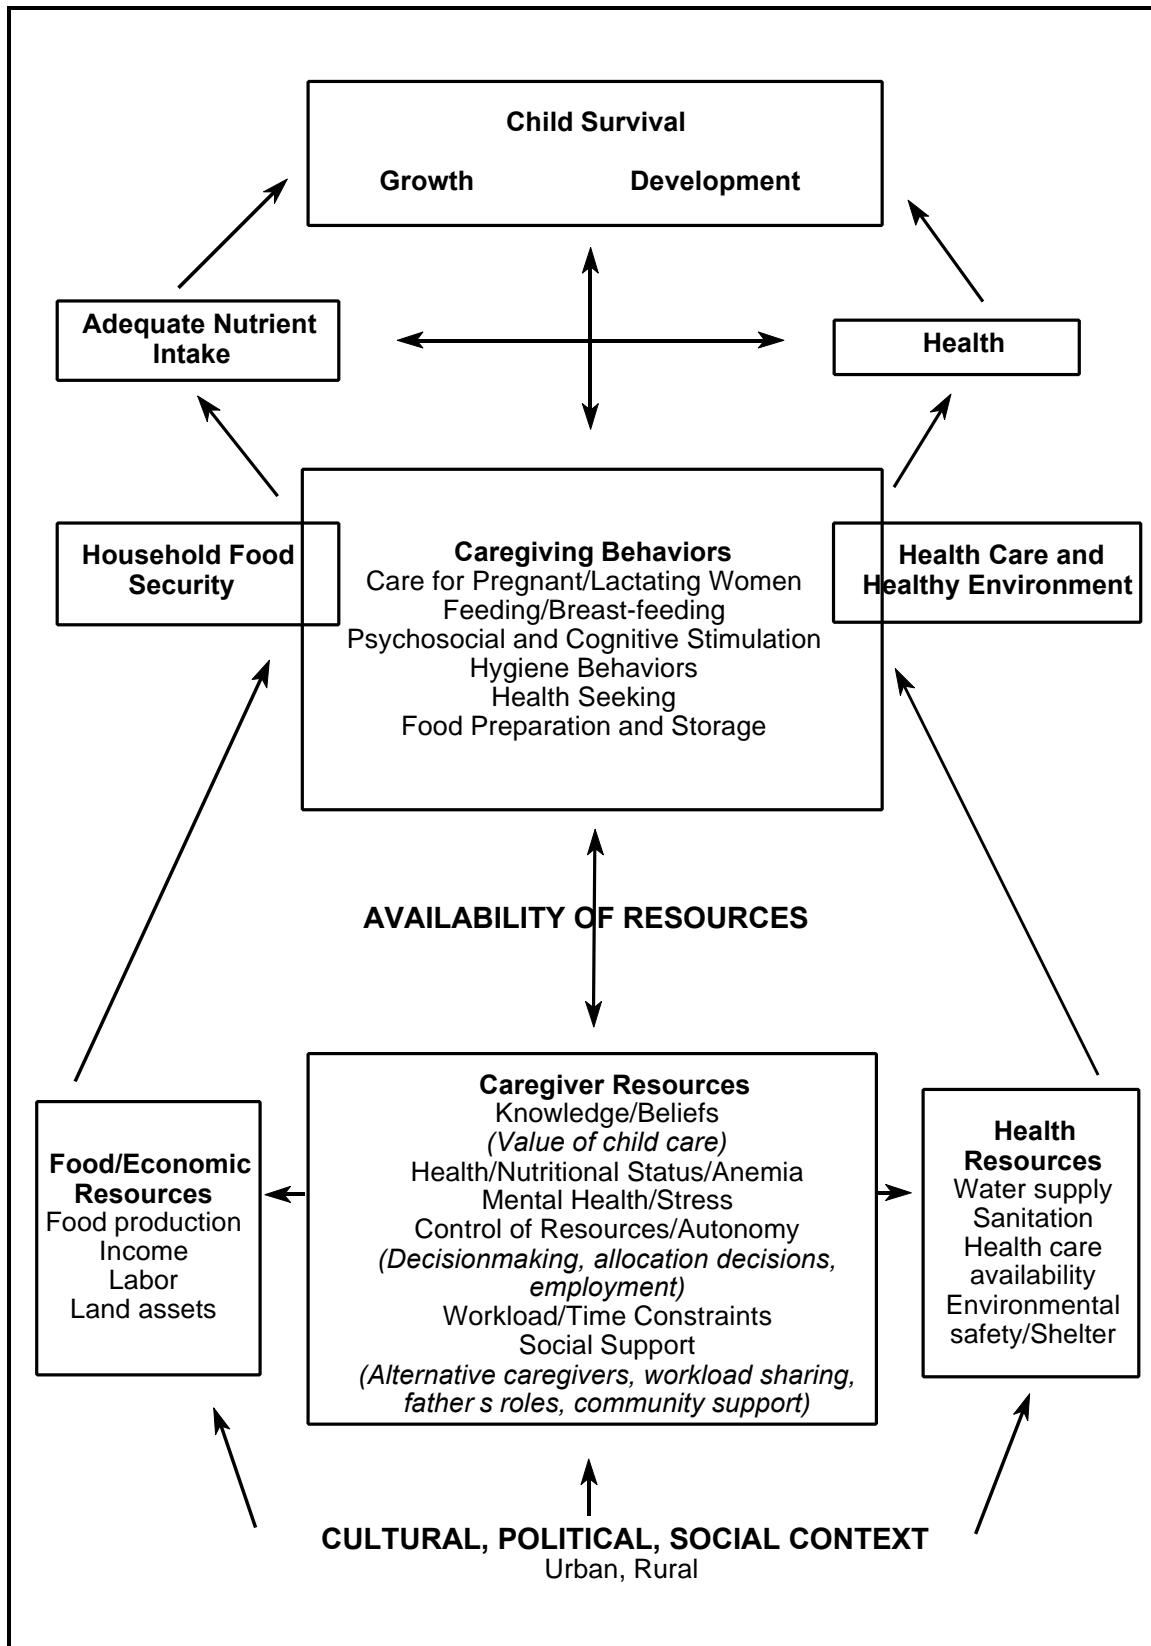 Child Survival
Growth Development
Adequate Nutrient
Intake
Health
Household Food
Security
Caregiving Behaviors
Care for Pregnant/Lactating Women
Feeding/Breast-feeding
Psychosocial and Cognitive Stimulation
Hygiene Behaviors
Health Seeking
Food Preparation and Storage
Health Care and
Healthy Environment
AVAILABILITY OF RESOURCES
Food/Economic
Resources
Food production
Income
Labor
Land assets
Caregiver Resources
Knowledge/Beliefs
(Value of child care)
Health/Nutritional Status/Anemia
Mental Health/Stress
Control of Resources/Autonomy
(Decisionmaking, allocation decisions,
employment)
Workload/Time Constraints
Social Support
(Alternative caregivers, workload sharing,
father s roles, community support)
Health
Resources
Water supply
Sanitation
Health care
availability
Environmental
safety/Shelter
CULTURAL, POLITICAL, SOCIAL CONTEXT
Urban, Rural